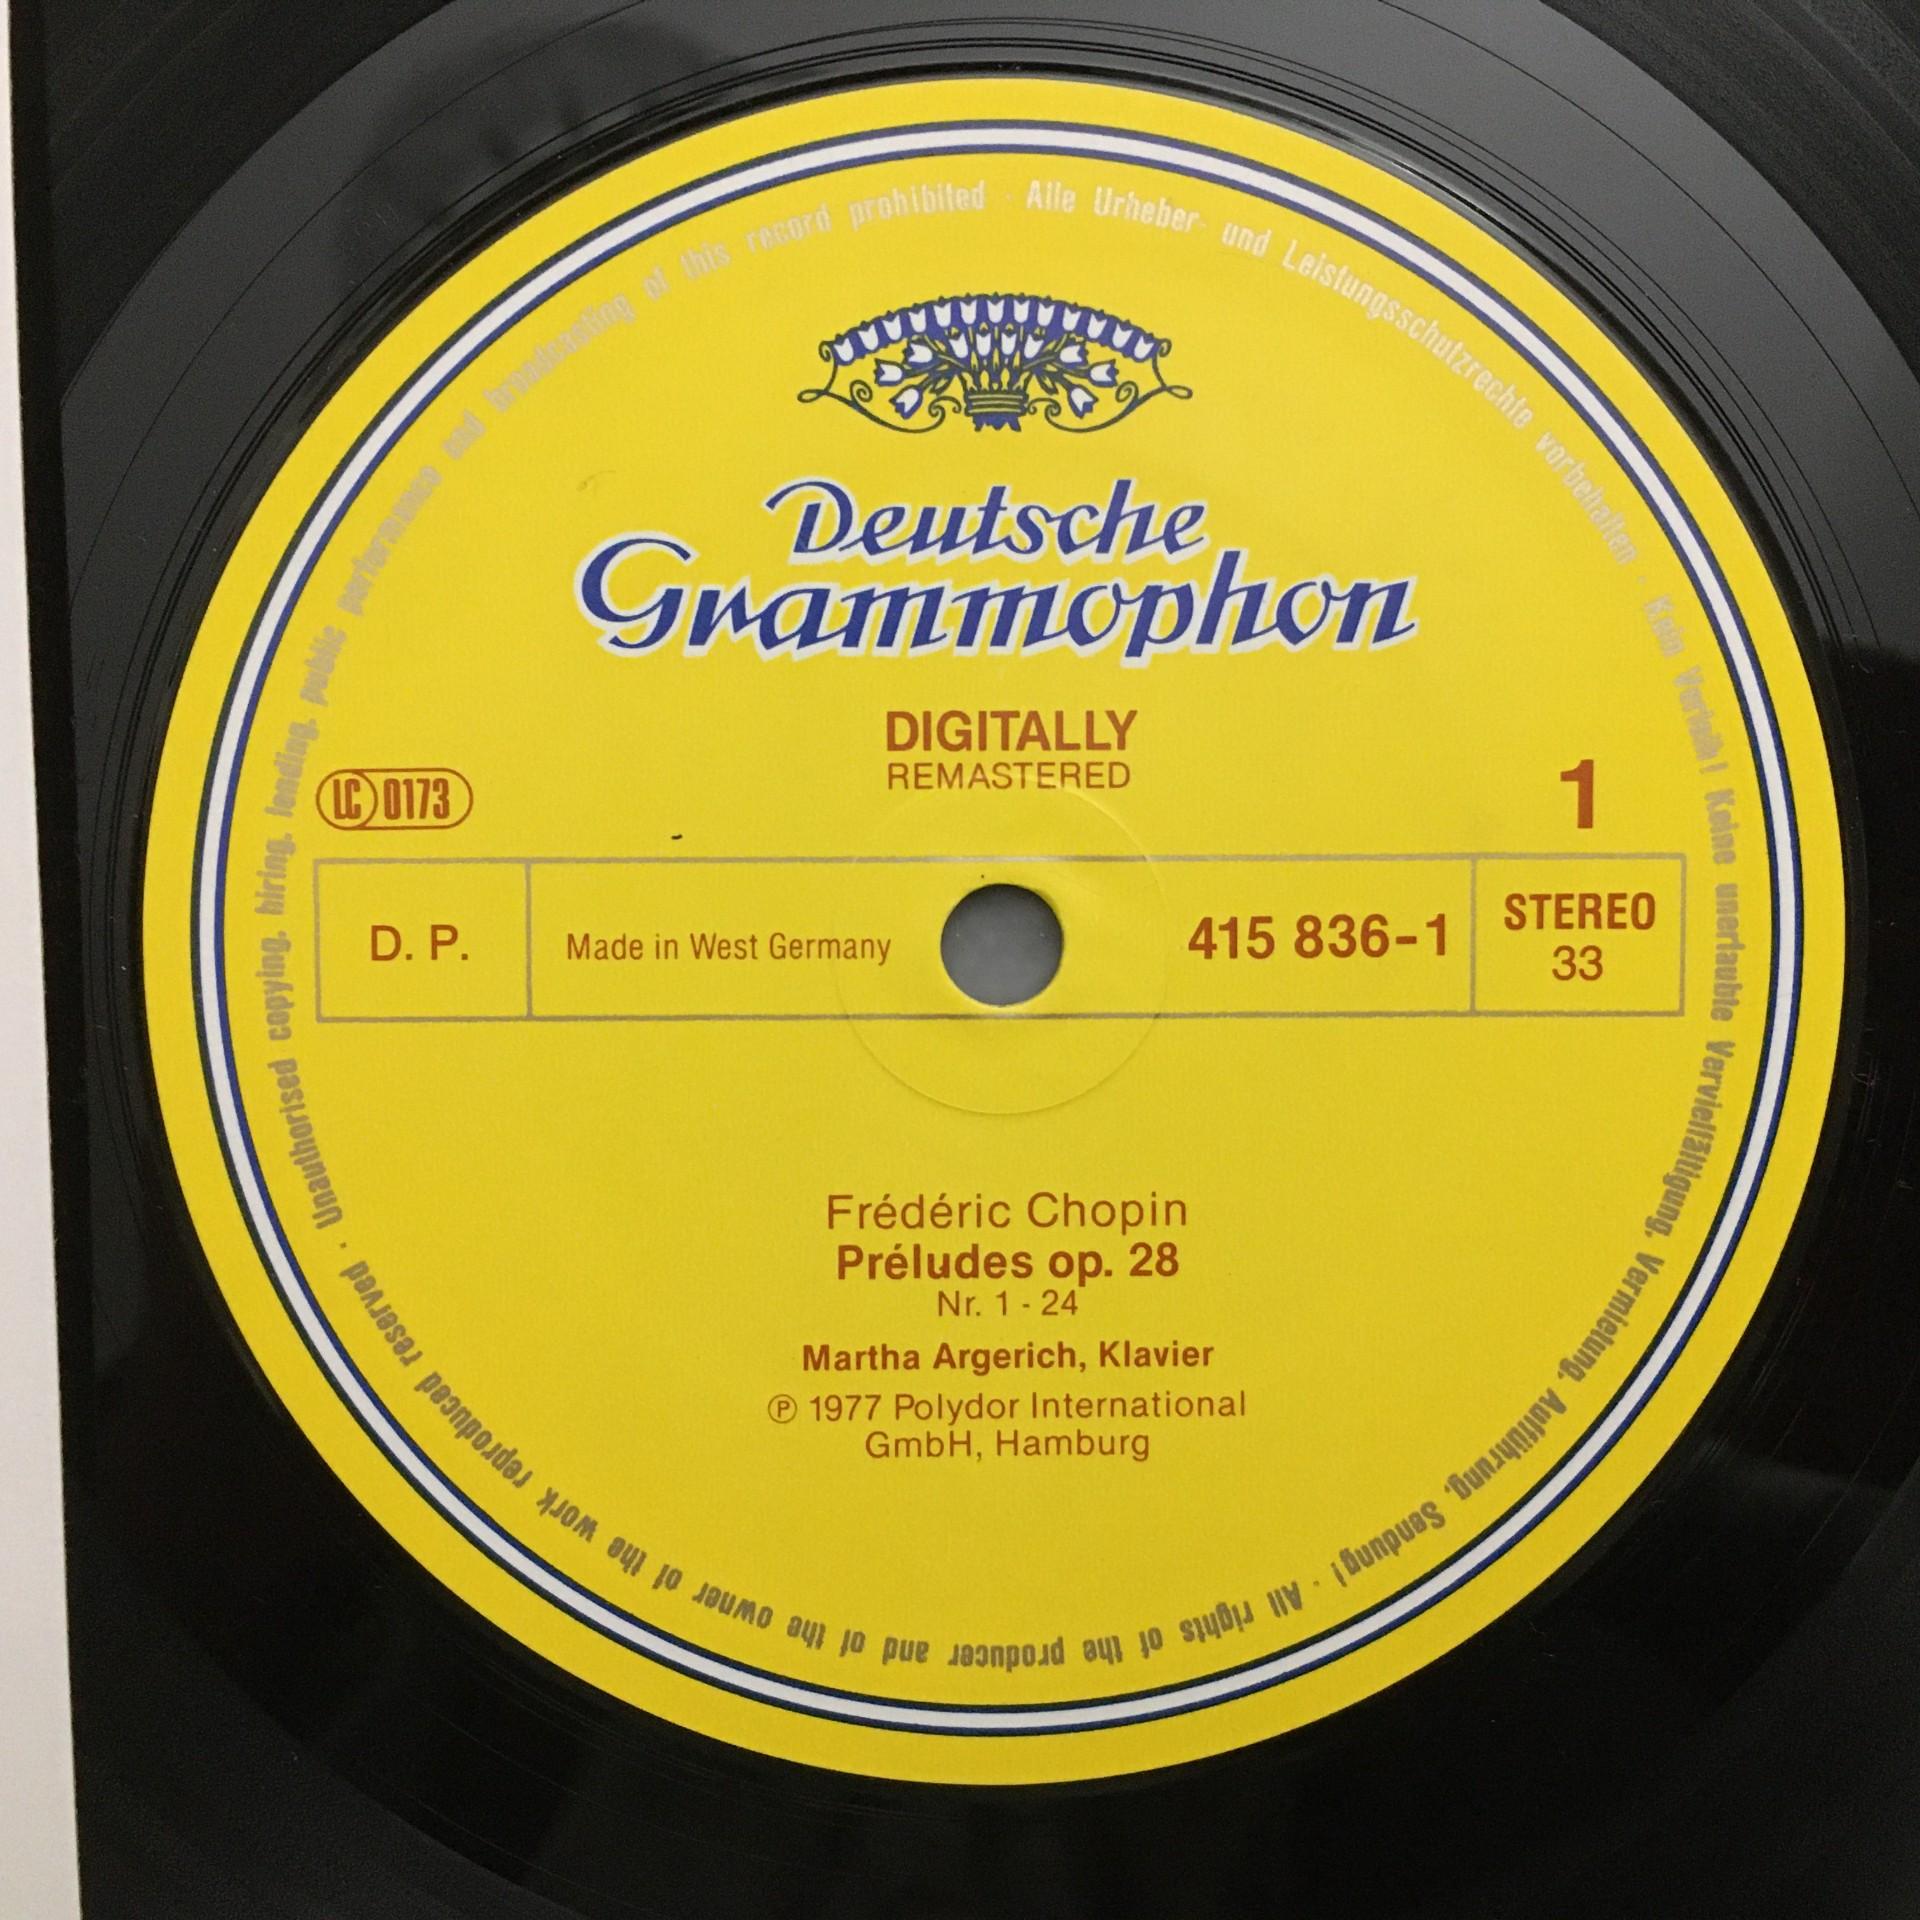 Alle Urheber- und Leistungsschutzrechte vorbehalten · Kein Verleih! Keine unerlaubte Vervielfältigung, Vermietung, Aufführung, Sendung! · All rights of the producer and of the owner of the work reproduced reserved · Unauthorised copying, hiring, lending, public performance and broadcasting of this record prohibited ·
Deutsche
Grammophon
DIGITALLY
REMASTERED
LC 0173
1
D. P.
Made in West Germany
415 836-1
STEREO
33
Frédéric Chopin
Préludes op. 28
Nr. 1 - 24
Martha Argerich, Klavier
℗ 1977 Polydor International
GmbH, Hamburg